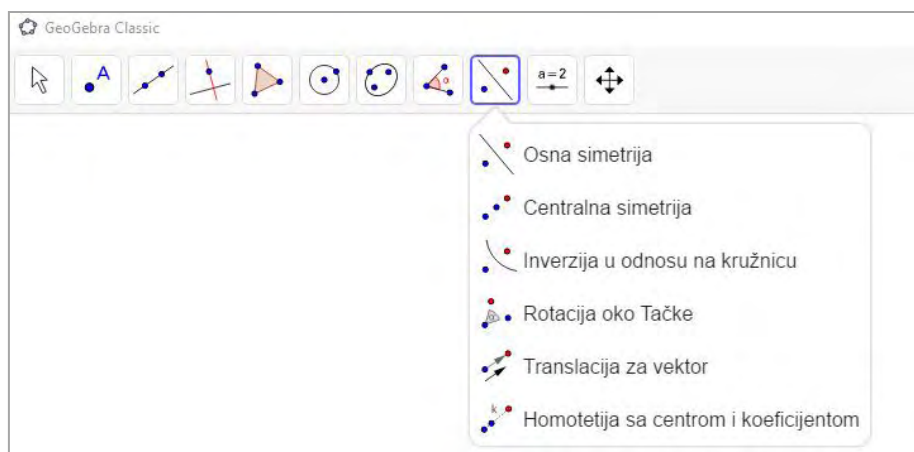 GeoGebra Classic
A
α
a=2
Osna simetrija
Centralna simetrija
Inverzija u odnosu na kružnicu
α
Rotacija oko Tačke
Translacija za vektor
k
Homotetija sa centrom i koeficijentom